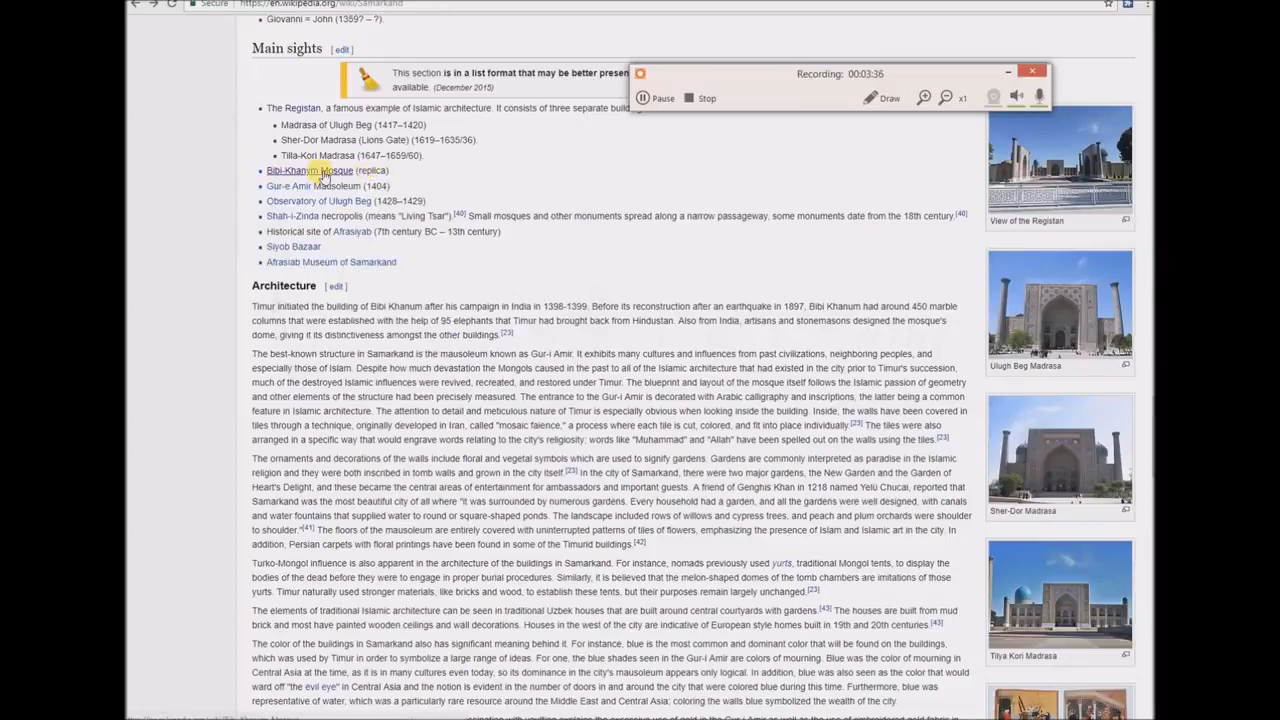 Secure
https://en.wikipedia.org/wiki/Samarkand
Giovanni = John (1359? – ?).
Main sights [ edit ]
This section is in a list format that may be better presen
available. (December 2015)
Recording: 00:03:36
Pause
Stop
Draw
x1
The Registan, a famous example of Islamic architecture. It consists of three separate build
Madrasa of Ulugh Beg (1417–1420)
Sher-Dor Madrasa (Lions Gate) (1619–1635/36).
Tilla-Kori Madrasa (1647–1659/60).
Bibi-Khanym Mosque (replica)
Gur-e Amir Mausoleum (1404)
Observatory of Ulugh Beg (1428–1429)
Shah-i-Zinda necropolis (means "Living Tsar").[40] Small mosques and other monuments spread along a narrow passageway, some monuments date from the 18th century.[40]
Historical site of Afrasiyab (7th century BC – 13th century)
Siyob Bazaar
Afrasiab Museum of Samarkand
View of the Registan
Ulugh Beg Madrasa
Sher-Dor Madrasa
Tilya Kori Madrasa
Architecture [ edit ]
Timur initiated the building of Bibi Khanum after his campaign in India in 1398-1399. Before its reconstruction after an earthquake in 1897, Bibi Khanum had around 450 marble
columns that were established with the help of 95 elephants that Timur had brought back from Hindustan. Also from India, artisans and stonemasons designed the mosque's
dome, giving it its distinctiveness amongst the other buildings.[23]
The best-known structure in Samarkand is the mausoleum known as Gur-i Amir. It exhibits many cultures and influences from past civilizations, neighboring peoples, and
especially those of Islam. Despite how much devastation the Mongols caused in the past to all of the Islamic architecture that had existed in the city prior to Timur's succession,
much of the destroyed Islamic influences were revived, recreated, and restored under Timur. The blueprint and layout of the mosque itself follows the Islamic passion of geometry
and other elements of the structure had been precisely measured. The entrance to the Gur-i Amir is decorated with Arabic calligraphy and inscriptions, the latter being a common
feature in Islamic architecture. The attention to detail and meticulous nature of Timur is especially obvious when looking inside the building. Inside, the walls have been covered in
tiles through a technique, originally developed in Iran, called "mosaic faience," a process where each tile is cut, colored, and fit into place individually.[23] The tiles were also
arranged in a specific way that would engrave words relating to the city's religiosity; words like "Muhammad" and "Allah" have been spelled out on the walls using the tiles.[23]
The ornaments and decorations of the walls include floral and vegetal symbols which are used to signify gardens. Gardens are commonly interpreted as paradise in the Islamic
religion and they were both inscribed in tomb walls and grown in the city itself.[23] In the city of Samarkand, there were two major gardens, the New Garden and the Garden of
Heart's Delight, and these became the central areas of entertainment for ambassadors and important guests. A friend of Genghis Khan in 1218 named Yelü Chucai, reported that
Samarkand was the most beautiful city of all where "it was surrounded by numerous gardens. Every household had a garden, and all the gardens were well designed, with canals
and water fountains that supplied water to round or square-shaped ponds. The landscape included rows of willows and cypress trees, and peach and plum orchards were shoulder
to shoulder."[41] The floors of the mausoleum are entirely covered with uninterrupted patterns of tiles of flowers, emphasizing the presence of Islam and Islamic art in the city. In
addition, Persian carpets with floral printings have been found in some of the Timurid buildings.[42]
Turko-Mongol influence is also apparent in the architecture of the buildings in Samarkand. For instance, nomads previously used yurts, traditional Mongol tents, to display the
bodies of the dead before they were to engage in proper burial procedures. Similarly, it is believed that the melon-shaped domes of the tomb chambers are imitations of those
yurts. Timur naturally used stronger materials, like bricks and wood, to establish these tents, but their purposes remain largely unchanged.[23]
The elements of traditional Islamic architecture can be seen in traditional Uzbek houses that are built around central courtyards with gardens.[43] The houses are built from mud
brick and most have painted wooden ceilings and wall decorations. Houses in the west of the city are indicative of European style homes built in 19th and 20th centuries.[43]
The color of the buildings in Samarkand also has significant meaning behind it. For instance, blue is the most common and dominant color that will be found on the buildings,
which was used by Timur in order to symbolize a large range of ideas. For one, the blue shades seen in the Gur-i Amir are colors of mourning. Blue was the color of mourning in
Central Asia at the time, as it is in many cultures even today, so its dominance in the city's mausoleum appears only logical. In addition, blue was also seen as the color that would
ward off "the evil eye" in Central Asia and the notion is evident in the number of doors in and around the city that were colored blue during this time. Furthermore, blue was
representative of water, which was a particularly rare resource around the Middle East and Central Asia; coloring the walls blue symbolized the wealth of the city.